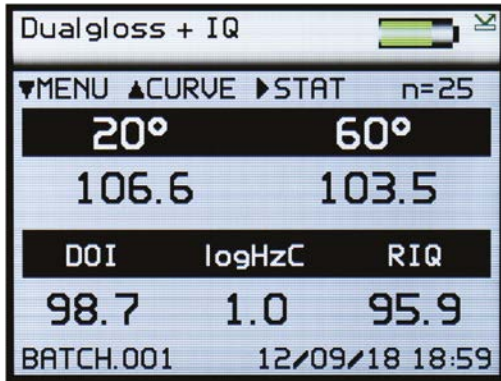 Dualgloss + IQ
▼MENU ▲CURVE ▶STAT n=25
20° 60°
106.6 103.5
DOI logHzC RIQ
98.7 1.0 95.9
BATCH.001 12/09/18 18:59